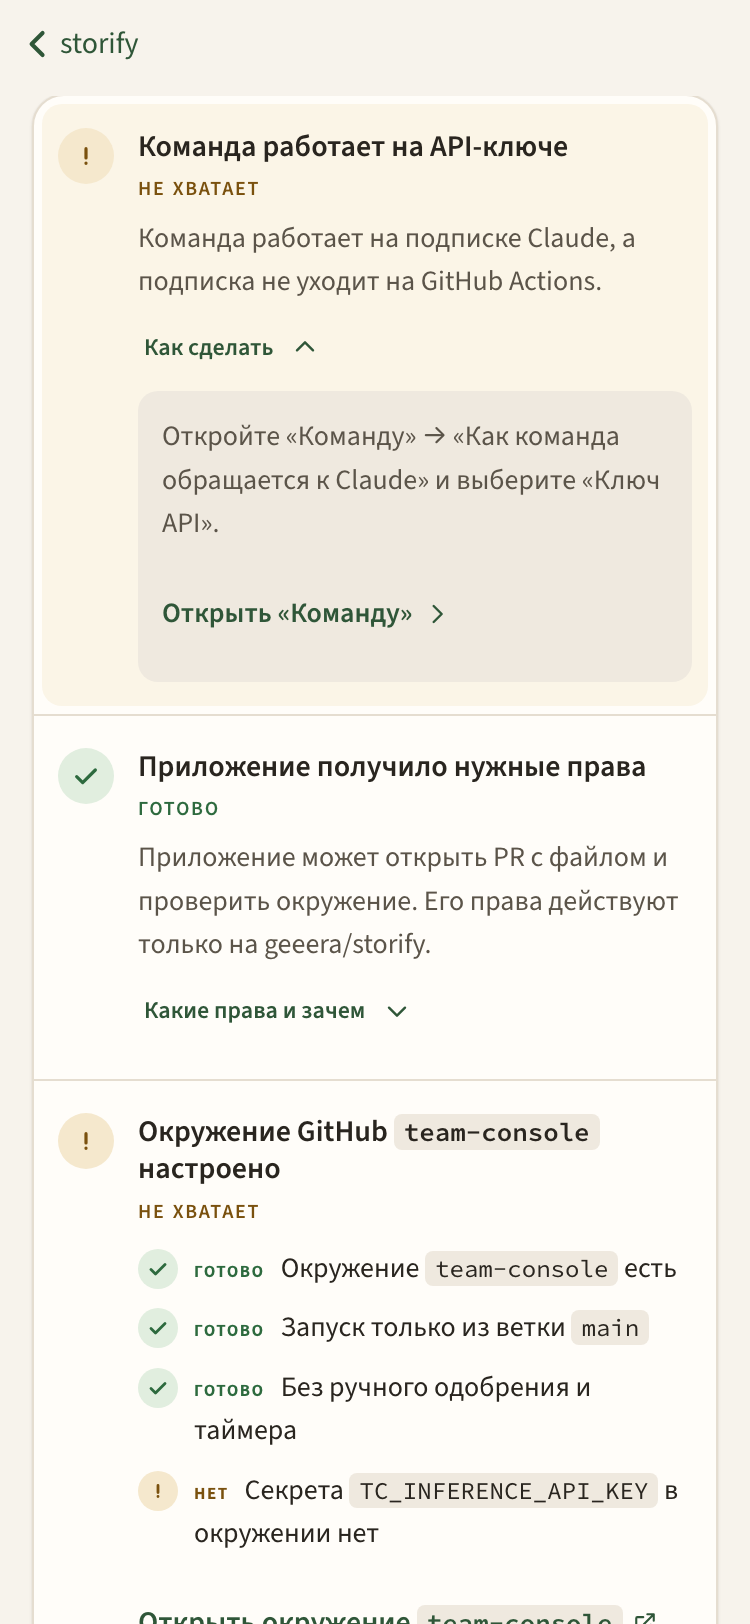 storify
Команда работает на API-ключе
НЕ ХВАТАЕТ
Команда работает на подписке Claude, а
подписка не уходит на GitHub Actions.
Как сделать
Откройте «Команду» → «Как команда
обращается к Claude» и выберите «Ключ
API».
Открыть «Команду»
Приложение получило нужные права
ГОТОВО
Приложение может открыть PR с файлом и
проверить окружение. Его права действуют
только на geeera/storify.
Какие права и зачем
Окружение GitHub team-console
настроено
НЕ ХВАТАЕТ
ГОТОВО Окружение team-console есть
ГОТОВО Запуск только из ветки main
ГОТОВО Без ручного одобрения и
таймера
НЕТ Секрета TC_INFERENCE_API_KEY в
окружении нет
Открыть окружение team-console